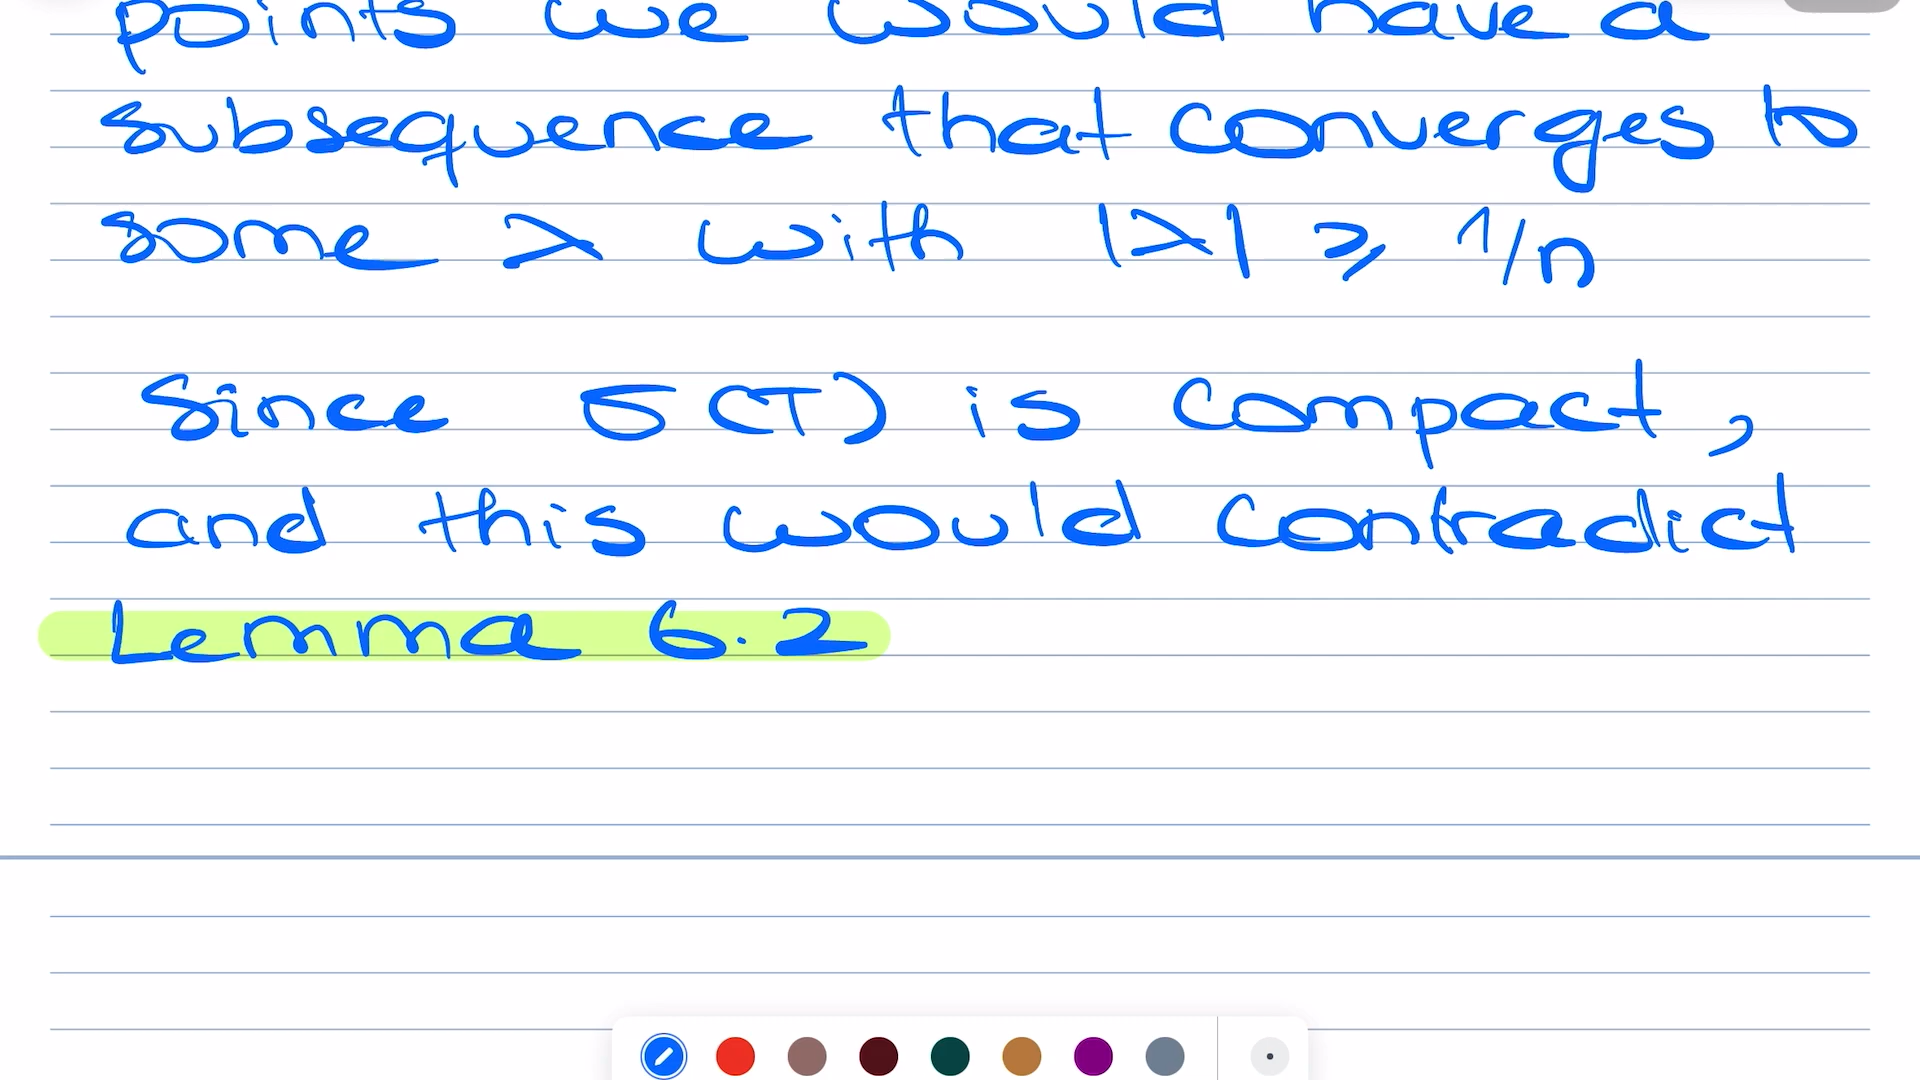 points we would have a
subsequence that converges to
some λ with |λ| ≥ 1/n
Since σ(T) is compact,
and this would contradict
Lemma 6.2